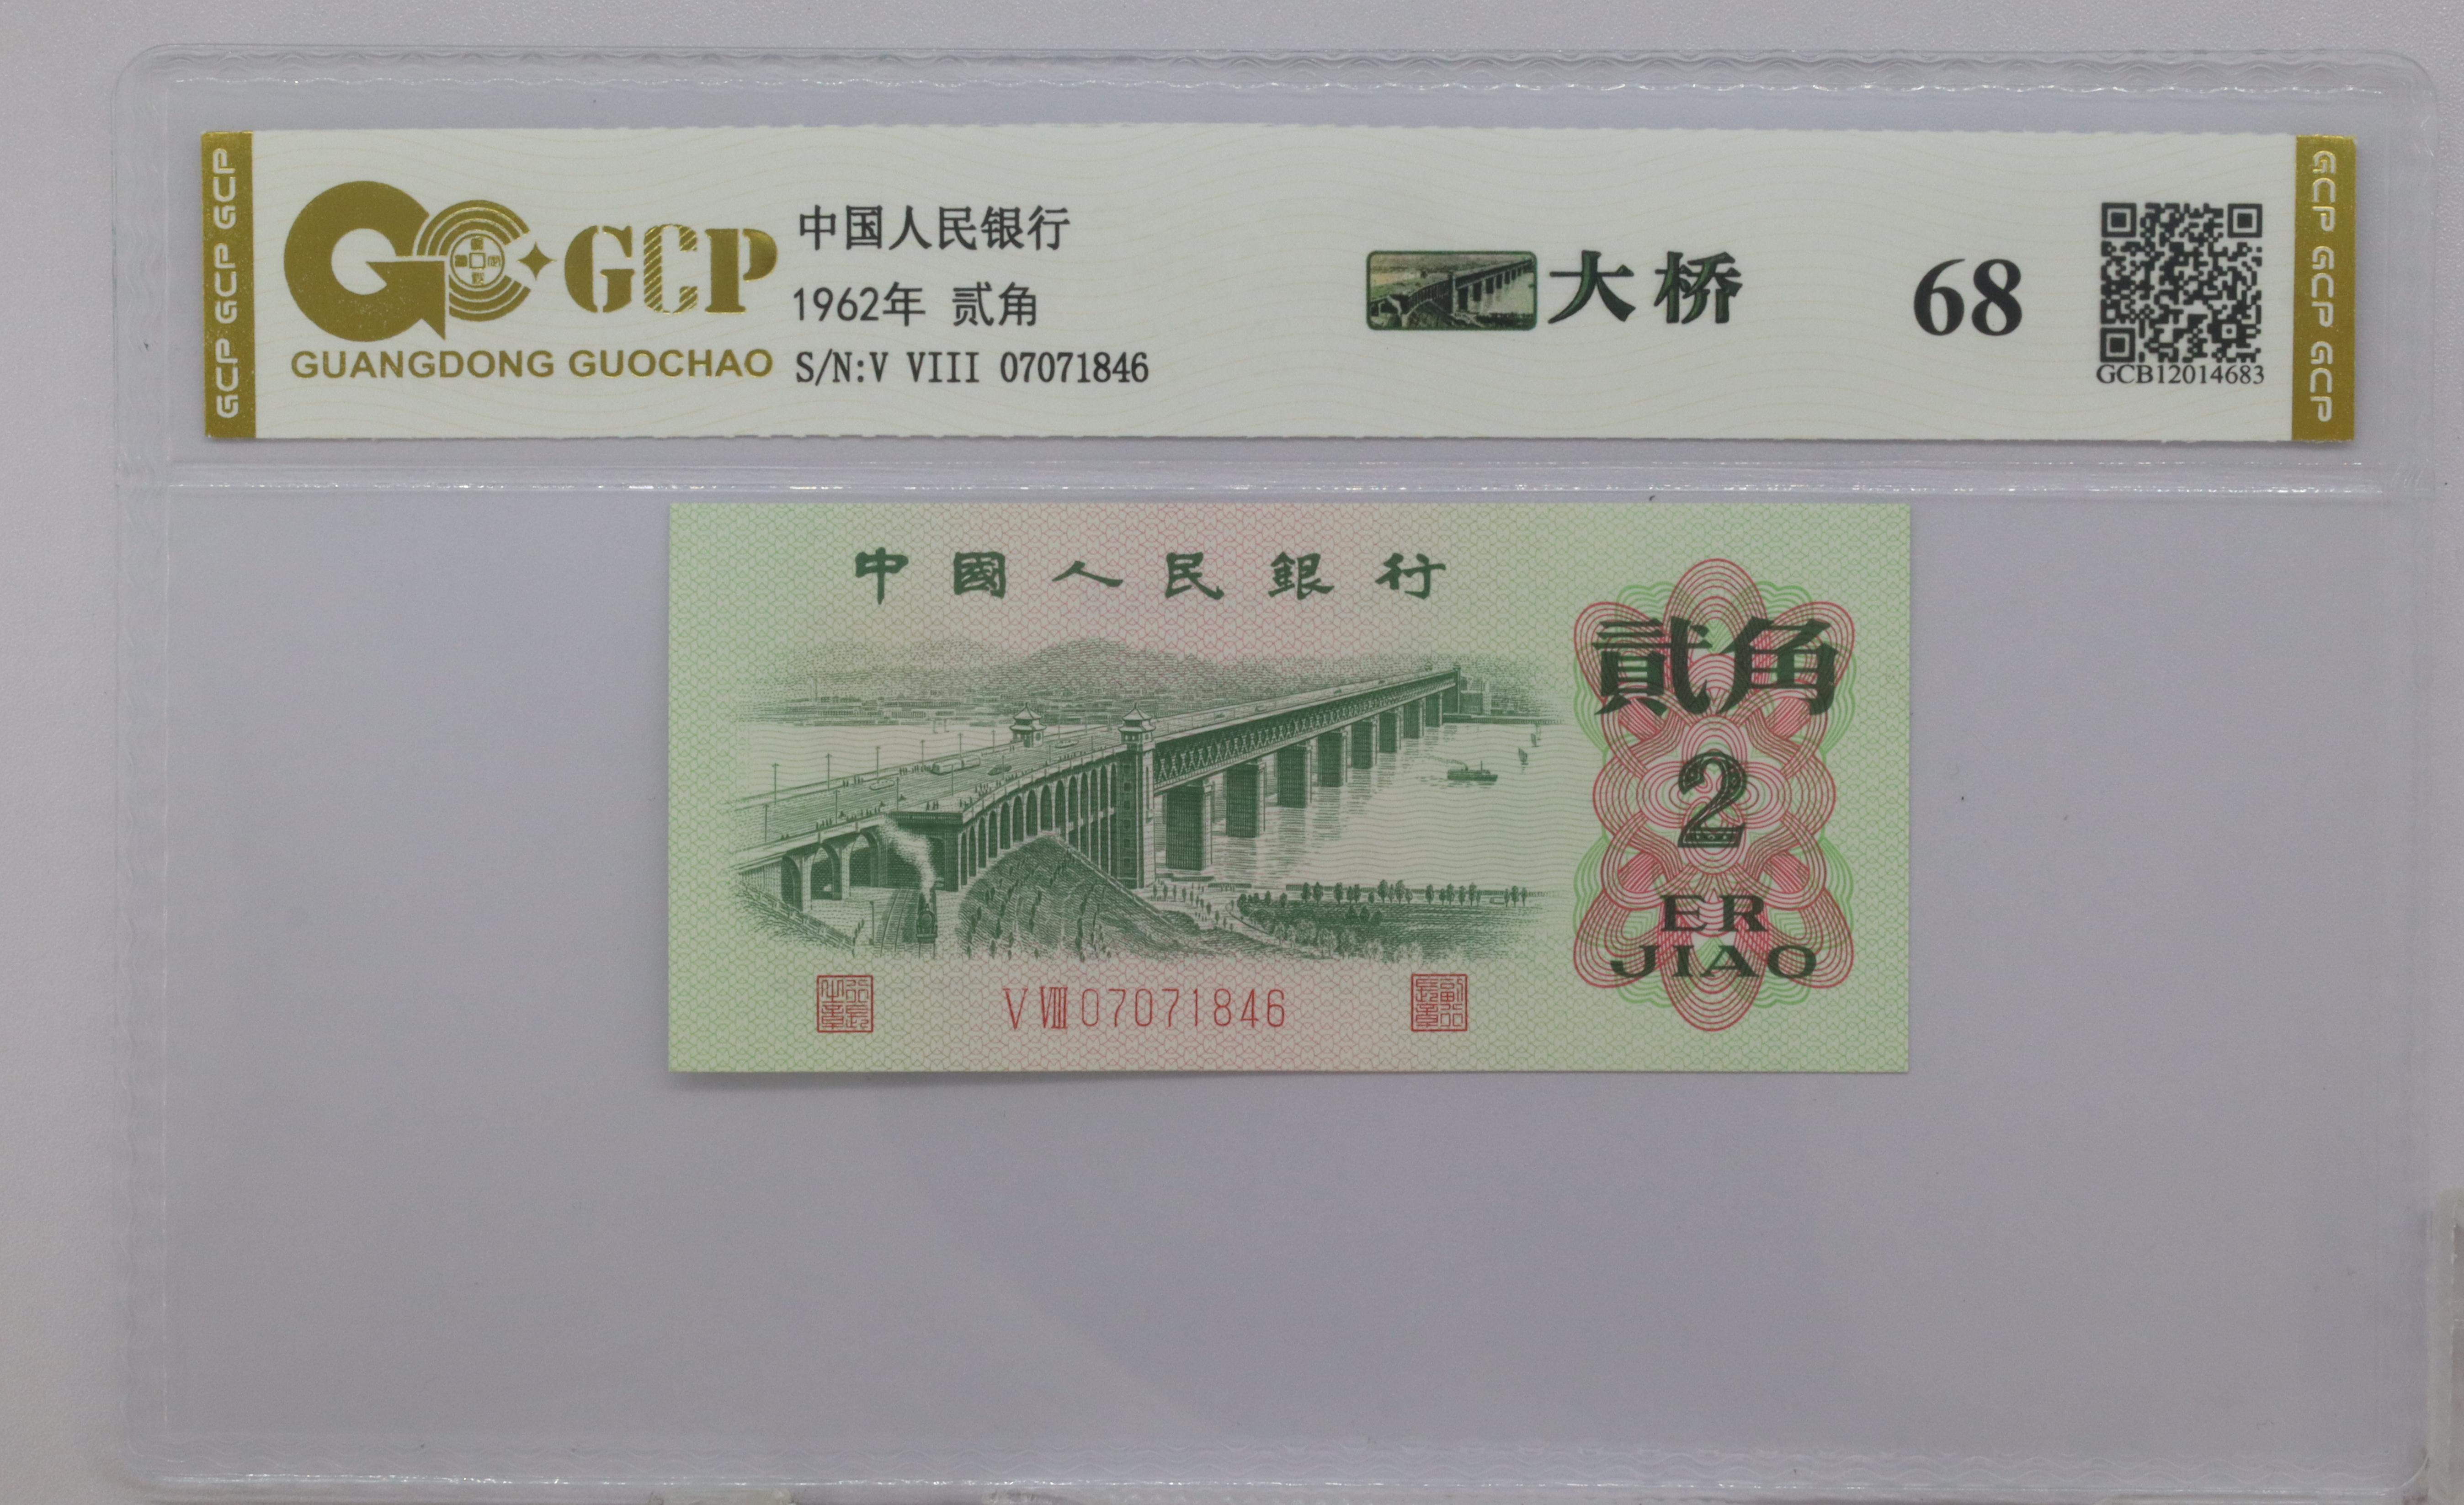 GCP GCP GCP
GCP
GUANGDONG GUOCHAO
中国人民银行
1962年 贰角
S/N:V VIII 07071846
大桥
68
GCB12014683
GCP GCP GCP
中國人民銀行
貳角
2
ER
JIAO
V VIII 07071846